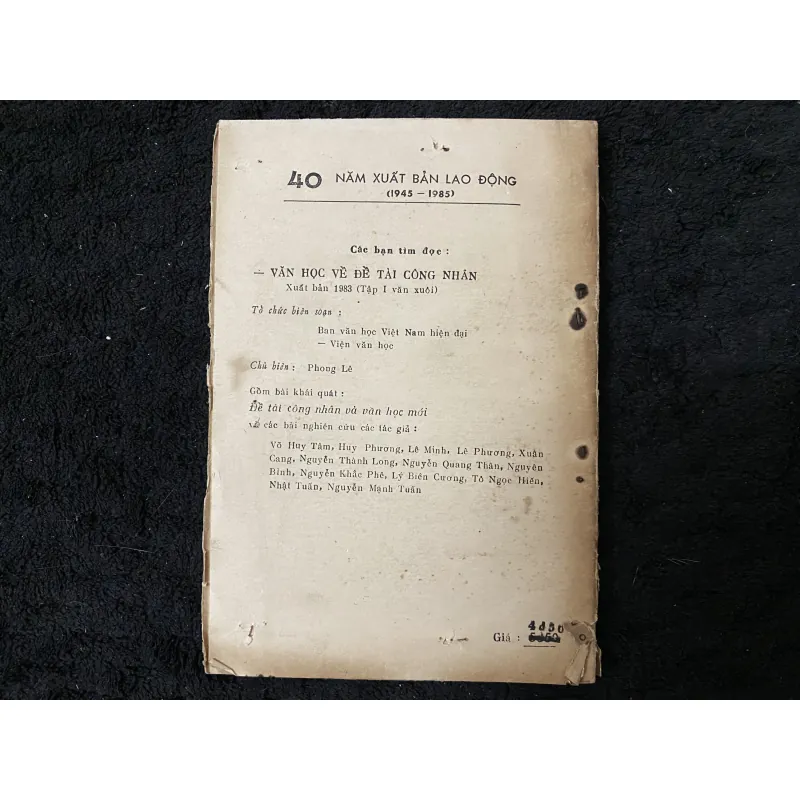 40 NĂM XUẤT BẢN LAO ĐỘNG
(1945 – 1985)
Các bạn tìm đọc :
— VĂN HỌC VỀ ĐỀ TÀI CÔNG NHÂN
Xuất bản 1983 (Tập I văn xuôi)
Tổ chức biên soạn :
Ban văn học Việt Nam hiện đại
— Viện văn học
Chủ biên : Phong Lê
Gồm bài khái quát :
Đề tài công nhân và văn học mới
và các bài nghiên cứu các tác giả :
Võ Huy Tâm, Huy Phương, Lê Minh, Lê Phương, Xuân
Cang, Nguyễn Thành Long, Nguyễn Quang Thân, Nguyên
Bình, Nguyễn Khắc Phê, Lý Biên Cương, Tô Ngọc Hiến,
Nhật Tuấn, Nguyễn Mạnh Tuấn
4đ50
Giá :